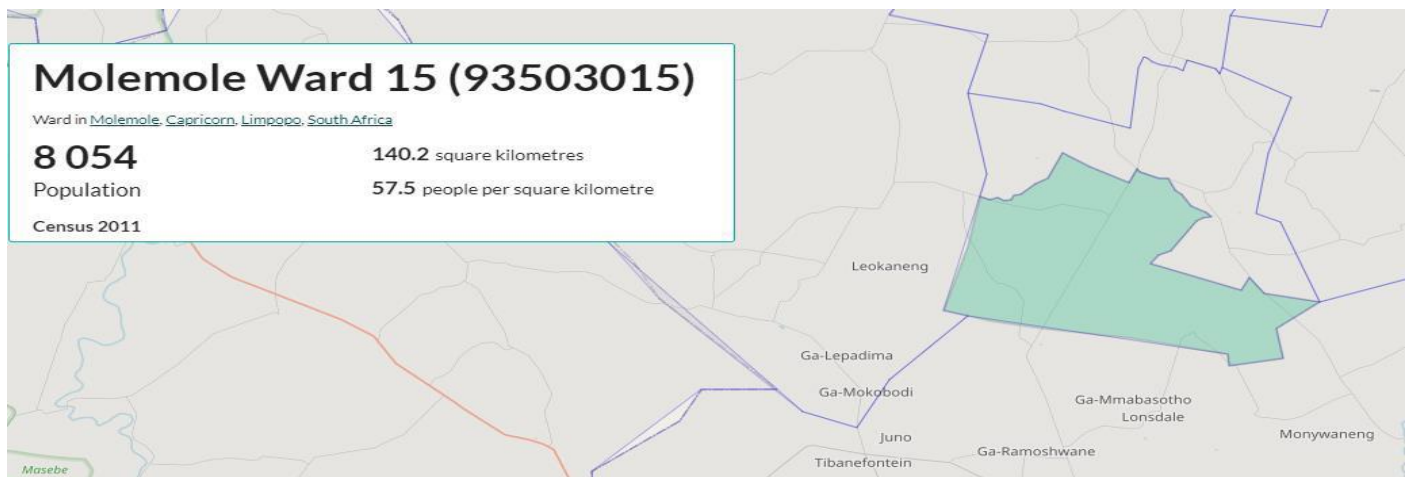 Molemole Ward 15 (93503015)
Ward in Molemole, Capricorn, Limpopo, South Africa
8 054
Population
140.2 square kilometres
57.5 people per square kilometre
Census 2011
Leokaneng
Ga-Lepadima
Ga-Mokobodi
Ga-Mmabasotho
Lonsdale
Juno
Monywaneng
Ga-Ramoshwane
Tibanefontein
Masebe